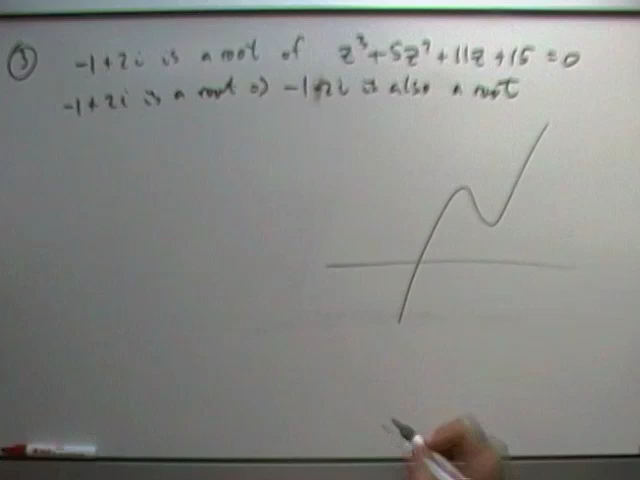 ③ -1+2i is a root of z³+5z²+11z+15=0
-1+2i is a root => -1-2i is also a root